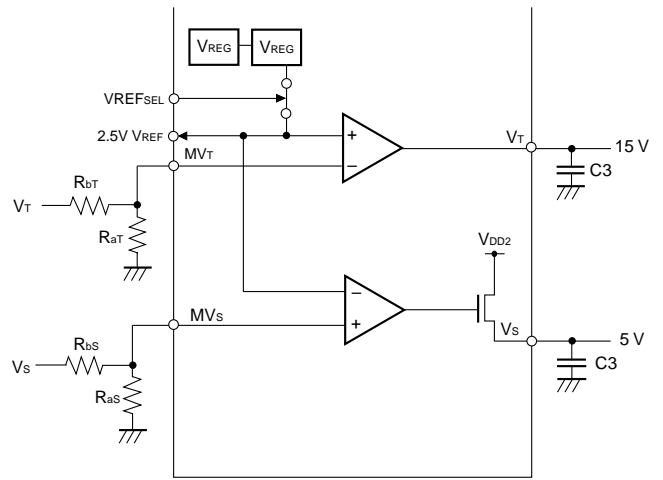 VREG VREG
VREFSEL
2.5V VREF
MVT
+
−
VT
15 V
C3
RbT
VT
RaT
VDD2
−
+
MVS
VS
5 V
C3
RbS
VS
RaS